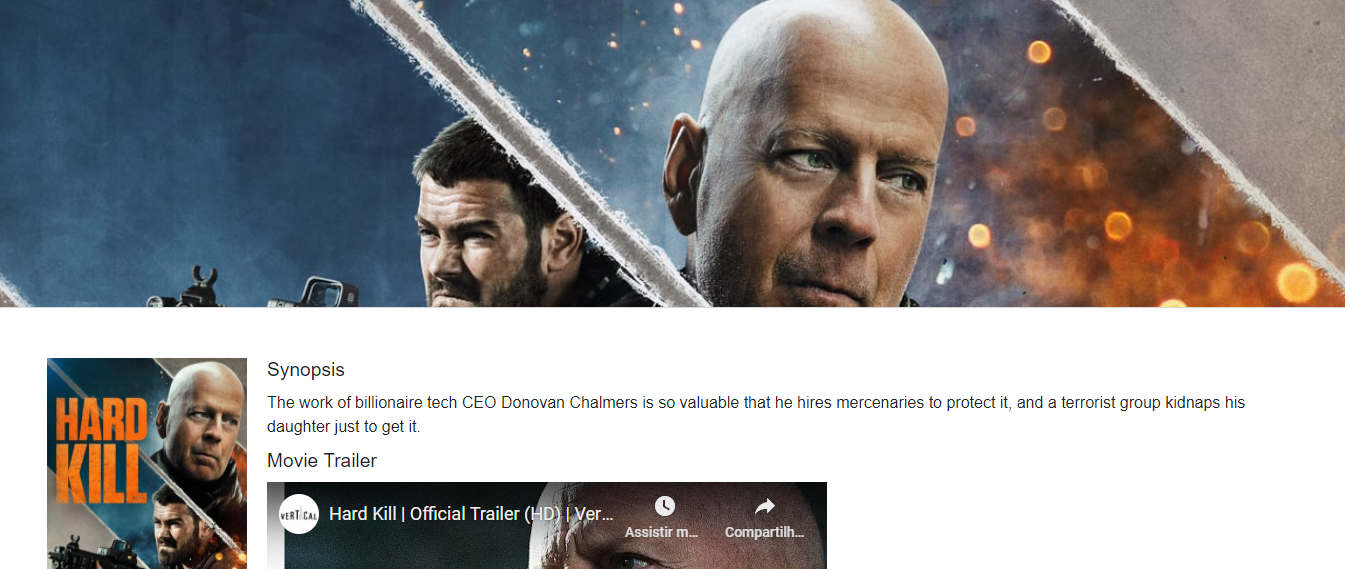 Synopsis
HARD
KILL
The work of billionaire tech CEO Donovan Chalmers is so valuable that he hires mercenaries to protect it, and a terrorist group kidnaps his
daughter just to get it.
Movie Trailer
VERTICAL
Hard Kill | Official Trailer (HD) | Ver...
Assistir m...
Compartilh...